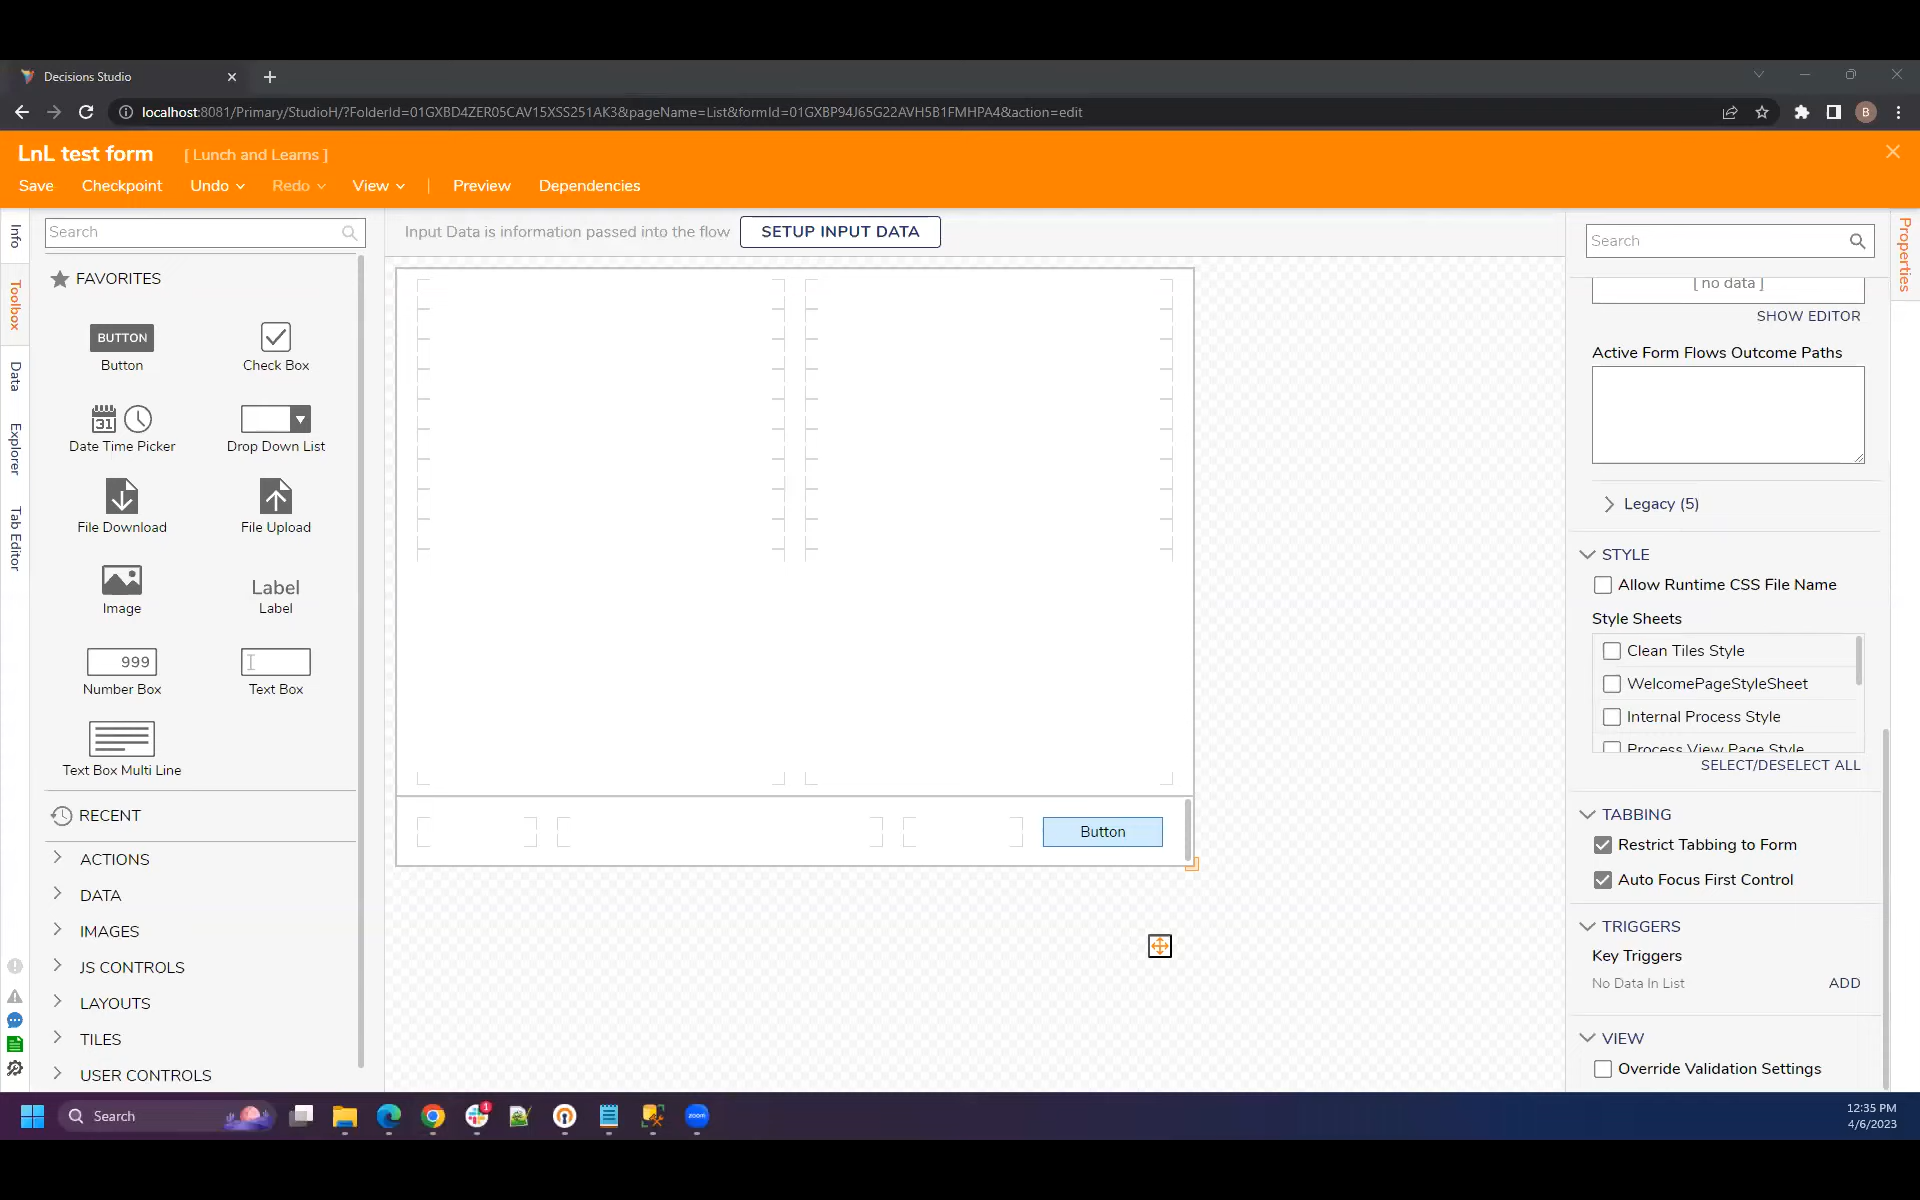 Decisions Studio
localhost:8081/Primary/StudioH/?FolderId=01GXBD4ZER05CAV15XSS251AK3&pageName=List&formId=01GXBP94J65G22AVH5B1FMHPA4&action=edit
B
LnL test form [ Lunch and Learns ]
Save Checkpoint Undo Redo View | Preview Dependencies
Info
Toolbox
Data
Explorer
Tab Editor
Search
FAVORITES
BUTTON
Button Check Box
31
Date Time Picker Drop Down List
File Download File Upload
Label
Image Label
999
Number Box Text Box
Text Box Multi Line
RECENT
ACTIONS
DATA
IMAGES
JS CONTROLS
LAYOUTS
TILES
USER CONTROLS
Input Data is information passed into the flow SETUP INPUT DATA
Button
Properties
Search
[ no data ]
SHOW EDITOR
Active Form Flows Outcome Paths
Legacy (5)
STYLE
Allow Runtime CSS File Name
Style Sheets
Clean Tiles Style
WelcomePageStyleSheet
Internal Process Style
Process View Page Style
SELECT/DESELECT ALL
TABBING
Restrict Tabbing to Form
Auto Focus First Control
TRIGGERS
Key Triggers
No Data In List ADD
VIEW
Override Validation Settings
Search
1
zoom
12:35 PM
4/6/2023